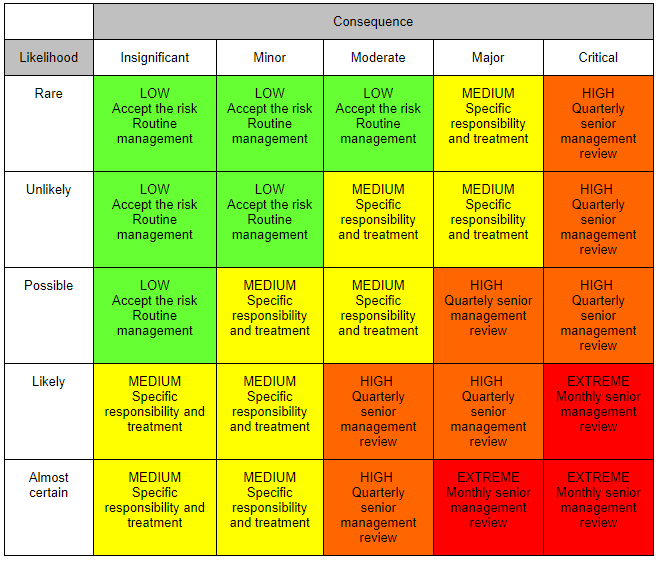 Consequence
Likelihood Insignificant Minor Moderate Major Critical
Rare
LOW
Accept the risk
Routine
management
LOW
Accept the risk
Routine
management
LOW
Accept the risk
Routine
management
MEDIUM
Specific
responsibility
and treatment
HIGH
Quarterly
senior
management
review
Unlikely
LOW
Accept the risk
Routine
management
LOW
Accept the risk
Routine
management
MEDIUM
Specific
responsibility
and treatment
MEDIUM
Specific
responsibility
and treatment
HIGH
Quarterly
senior
management
review
Possible
LOW
Accept the risk
Routine
management
MEDIUM
Specific
responsibility
and treatment
MEDIUM
Specific
responsibility
and treatment
HIGH
Quartely senior
management
review
HIGH
Quarterly
senior
management
review
Likely
MEDIUM
Specific
responsibility and
treatment
MEDIUM
Specific
responsibility
and treatment
HIGH
Quarterly
senior
management
review
HIGH
Quarterly
senior
management
review
EXTREME
Monthly senior
management
review
Almost
certain
MEDIUM
Specific
responsibility and
treatment
MEDIUM
Specific
responsibility
and treatment
HIGH
Quarterly
senior
management
review
EXTREME
Monthly senior
management
review
EXTREME
Monthly senior
management
review